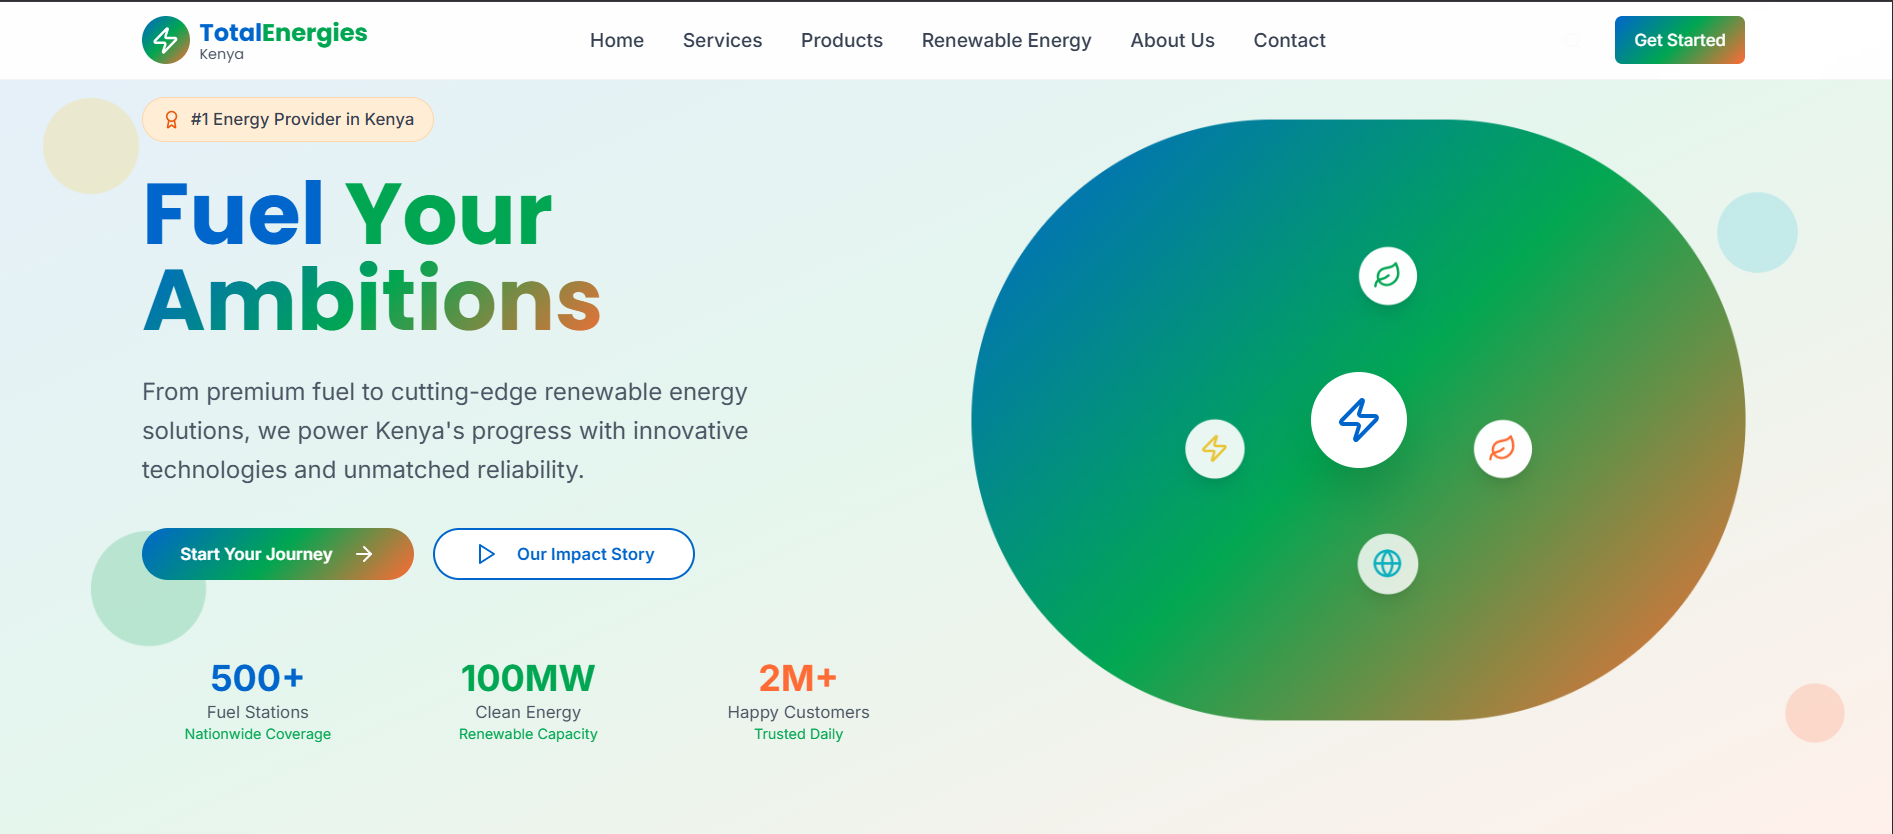 TotalEnergies
Kenya
Home
Services
Products
Renewable Energy
About Us
Contact
Get Started
#1 Energy Provider in Kenya
Fuel Your
Ambitions
From premium fuel to cutting-edge renewable energy
solutions, we power Kenya's progress with innovative
technologies and unmatched reliability.
Start Your Journey
Our Impact Story
500+
Fuel Stations
Nationwide Coverage
100MW
Clean Energy
Renewable Capacity
2M+
Happy Customers
Trusted Daily